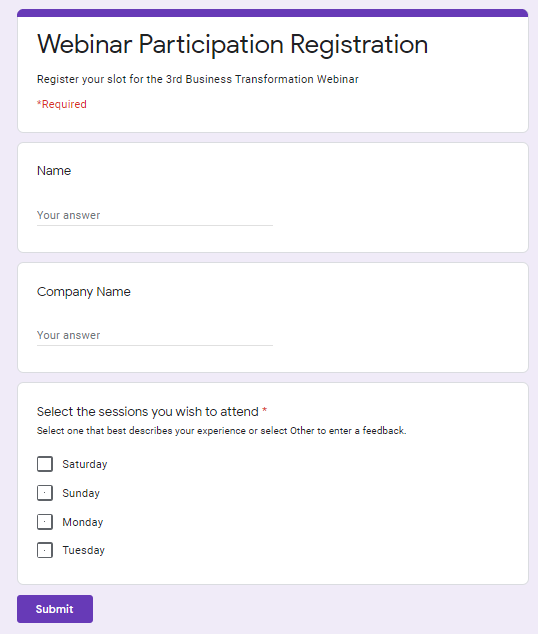 Webinar Participation Registration
Register your slot for the 3rd Business Transformation Webinar
*Required
Name
Your answer
Company Name
Your answer
Select the sessions you wish to attend *
Select one that best describes your experience or select Other to enter a feedback.
Saturday
Sunday
Monday
Tuesday
Submit